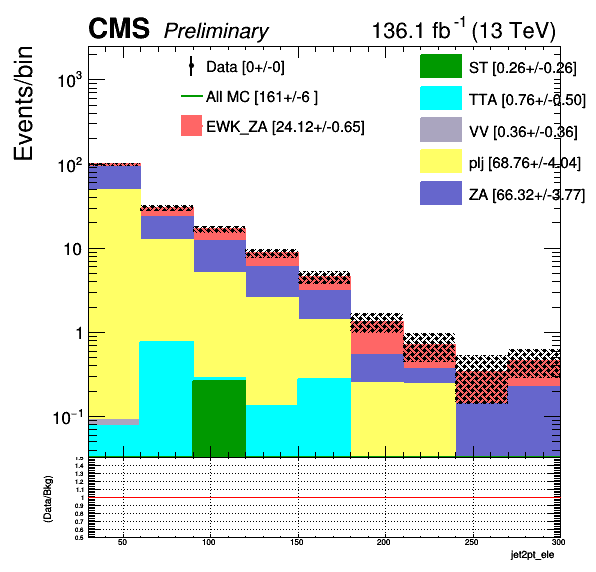 CMS Preliminary 136.1 fb⁻¹ (13 TeV)
Events/bin
Data [0+/-0]
All MC [161+/-6 ]
EWK_ZA [24.12+/-0.65]
ST [0.26+/-0.26]
TTA [0.76+/-0.50]
VV [0.36+/-0.36]
plj [68.76+/-4.04]
ZA [66.32+/-3.77]
10³
10²
10
1
10⁻¹
(Data/Bkg)
1.5
1.4
1.3
1.2
1.1
1
0.9
0.8
0.7
0.6
0.5
50 100 150 200 250 300
jet2pt_ele